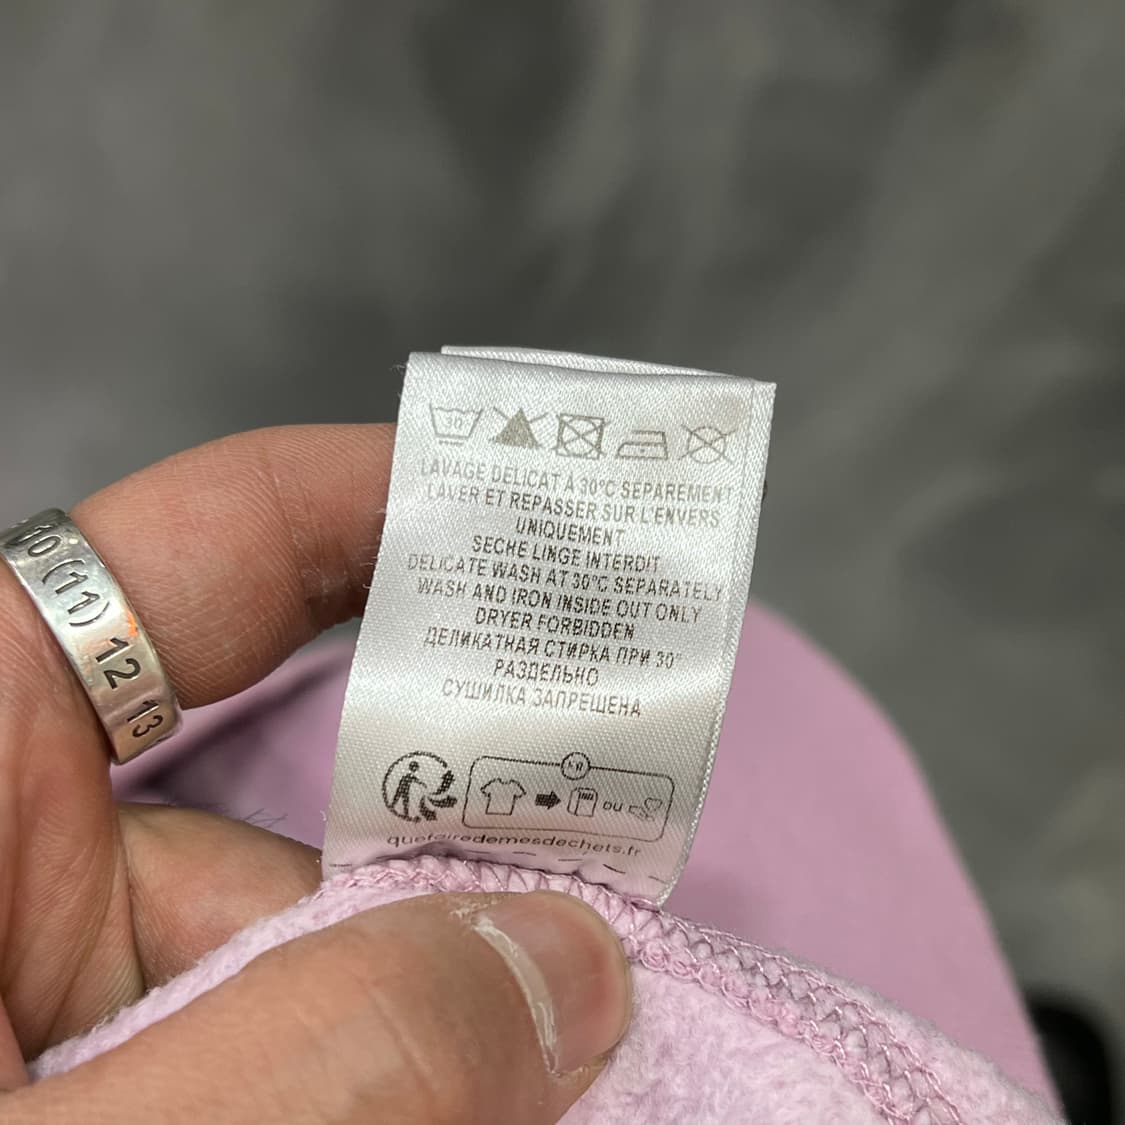 10 (11) 12 13
30
LAVAGE DELICAT A 30°C SEPAREMENT
LAVER ET REPASSER SUR L'ENVERS
UNIQUEMENT
SECHE LINGE INTERDIT
DELICATE WASH AT 30°C SEPARATELY
WASH AND IRON INSIDE OUT ONLY
DRYER FORBIDDEN
ДЕЛИКАТНАЯ СТИРКА ПРИ 30°
РАЗДЕЛЬНО
СУШИЛКА ЗАПРЕЩЕНА
FR
OU
quefairedemesdechets.fr